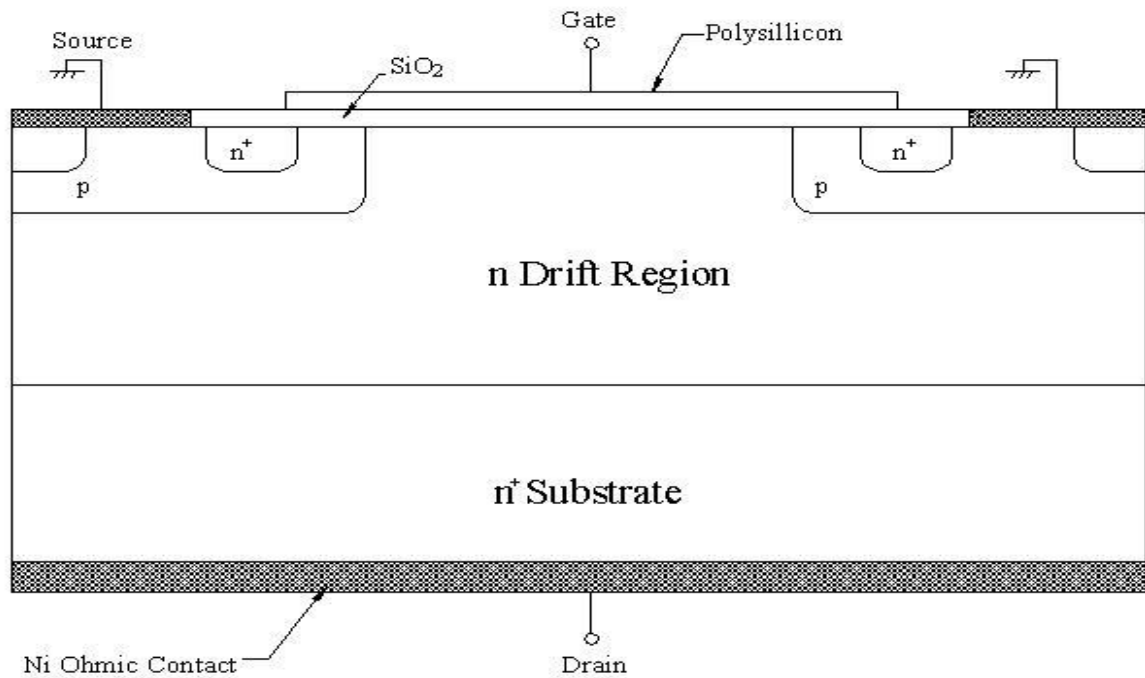 Gate
Source
Polysillicon
SiO₂
n⁺
n⁺
p
p
n Drift Region
n⁺ Substrate
Ni Ohmic Contact
Drain